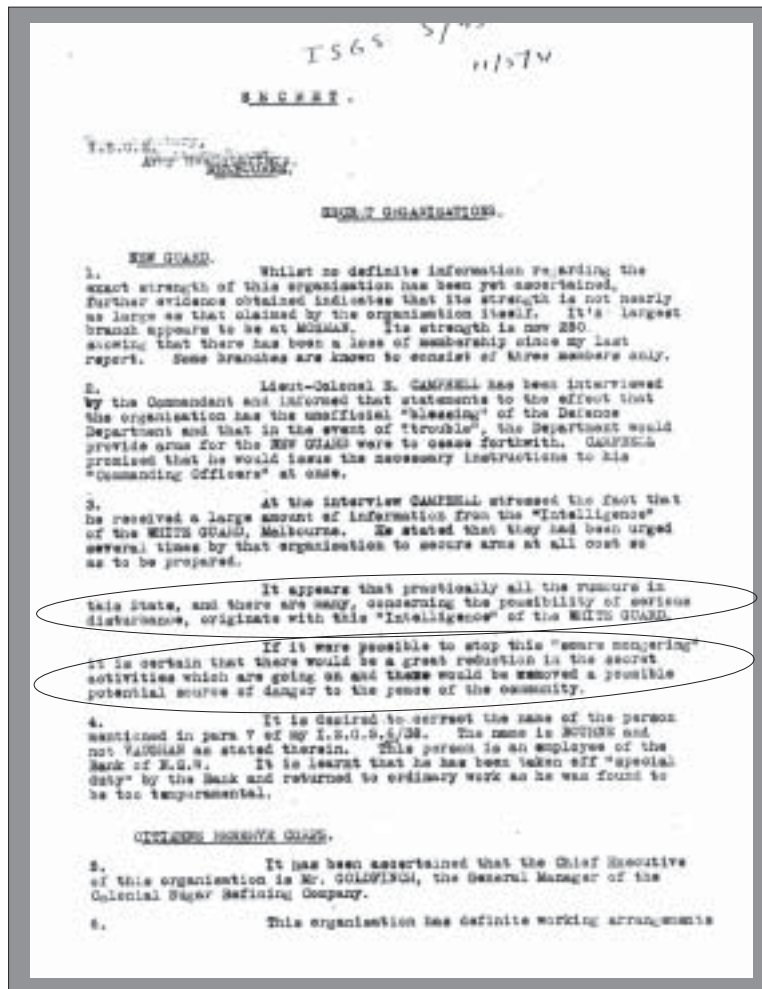 ISGS 5/
11/5/
SECRET.
I.S.G.S.
Army Headquarters,
SECRET ORGANISATIONS.
NEW GUARD.
1. Whilst no definite information regarding the
exact strength of this organisation has been yet ascertained,
further evidence obtained indicates that its strength is not nearly
as large as that claimed by the organisation itself. It's largest
branch appears to be at MOSMAN. Its strength is now 280
showing that there has been a loss of membership since my last
report. Some branches are known to consist of three members only.
2. Lieut-Colonel E. CAMPBELL has been interviewed
by the Commandant and informed that statements to the effect that
the organisation has the unofficial "blessing" of the Defence
Department and that in the event of "trouble", the Department would
provide arms for the NEW GUARD were to cease forthwith. CAMPBELL
promised that he would issue the necessary instructions to his
"Commanding Officers" at once.
3. At the interview CAMPBELL stressed the fact that
he received a large amount of information from the "Intelligence"
of the WHITE GUARD, Melbourne. He stated that they had been urged
several times by that organisation to secure arms at all cost so
as to be prepared.
It appears that practically all the rumours in
this State, and there are many, concerning the possibility of serious
disturbance, originate with this "Intelligence" of the WHITE GUARD.
If it were possible to stop this "scare mongering"
it is certain that there would be a great reduction in the secret
activities which are going on and there would be removed a possible
potential source of danger to the peace of the community.
4. It is desired to correct the name of the person
mentioned in para 7 of my I.S.G.S.5/38. The name is BOURNE and
not VAUGHAN as stated therein. This person is an employee of the
Bank of N.S.W. It is learnt that he has been taken off "special
duty" by the Bank and returned to ordinary work as he was found to
be too temperamental.
CITIZENS RESERVE CORPS.
5. It has been ascertained that the Chief Executive
of this organisation is Mr. GOLDFINCH, the General Manager of the
Colonial Sugar Refining Company.
6. This organisation has definite working arrangements